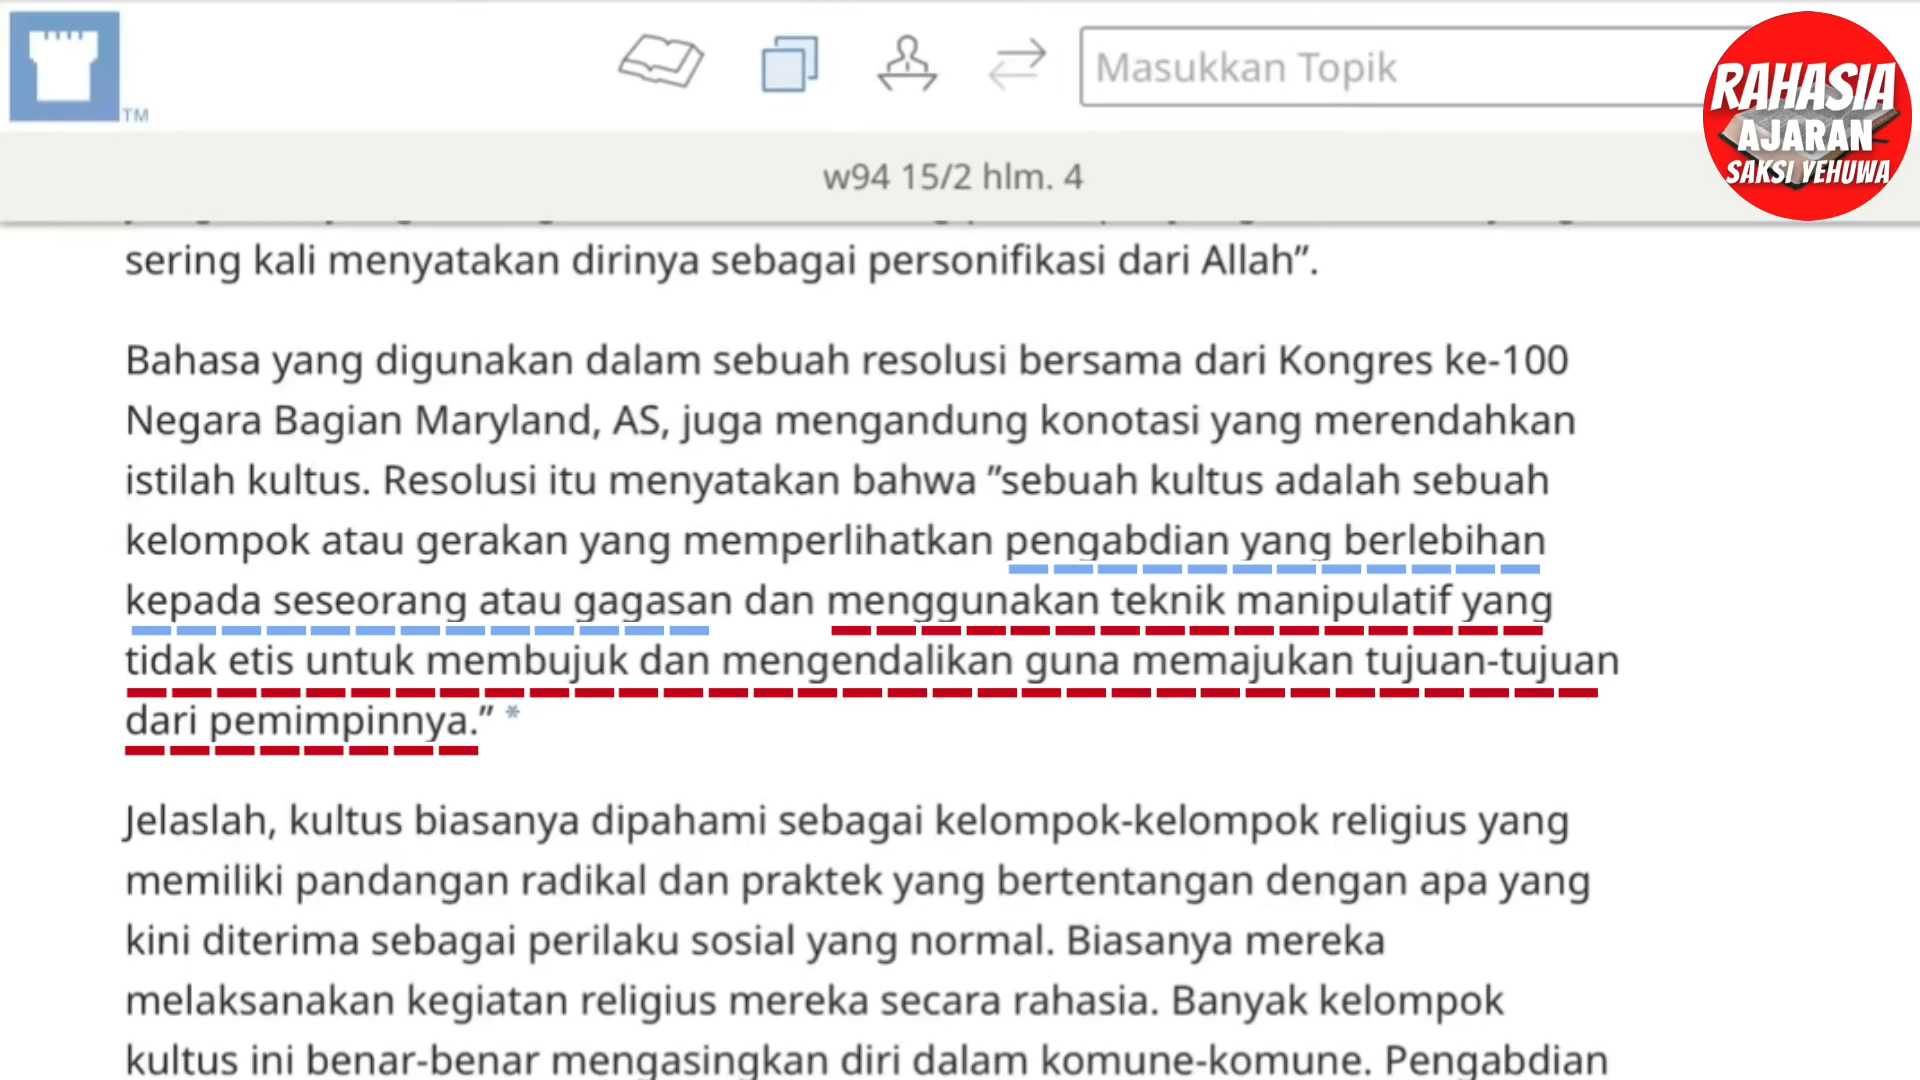 TM
Masukkan Topik
RAHASIA
AJARAN
SAKSI YEHUWA
w94 15/2 hlm. 4
sering kali menyatakan dirinya sebagai personifikasi dari Allah”.
Bahasa yang digunakan dalam sebuah resolusi bersama dari Kongres ke-100
Negara Bagian Maryland, AS, juga mengandung konotasi yang merendahkan
istilah kultus. Resolusi itu menyatakan bahwa ”sebuah kultus adalah sebuah
kelompok atau gerakan yang memperlihatkan pengabdian yang berlebihan
kepada seseorang atau gagasan dan menggunakan teknik manipulatif yang
tidak etis untuk membujuk dan mengendalikan guna memajukan tujuan-tujuan
dari pemimpinnya.” *
Jelaslah, kultus biasanya dipahami sebagai kelompok-kelompok religius yang
memiliki pandangan radikal dan praktek yang bertentangan dengan apa yang
kini diterima sebagai perilaku sosial yang normal. Biasanya mereka
melaksanakan kegiatan religius mereka secara rahasia. Banyak kelompok
kultus ini benar-benar mengasingkan diri dalam komune-komune. Pengabdian